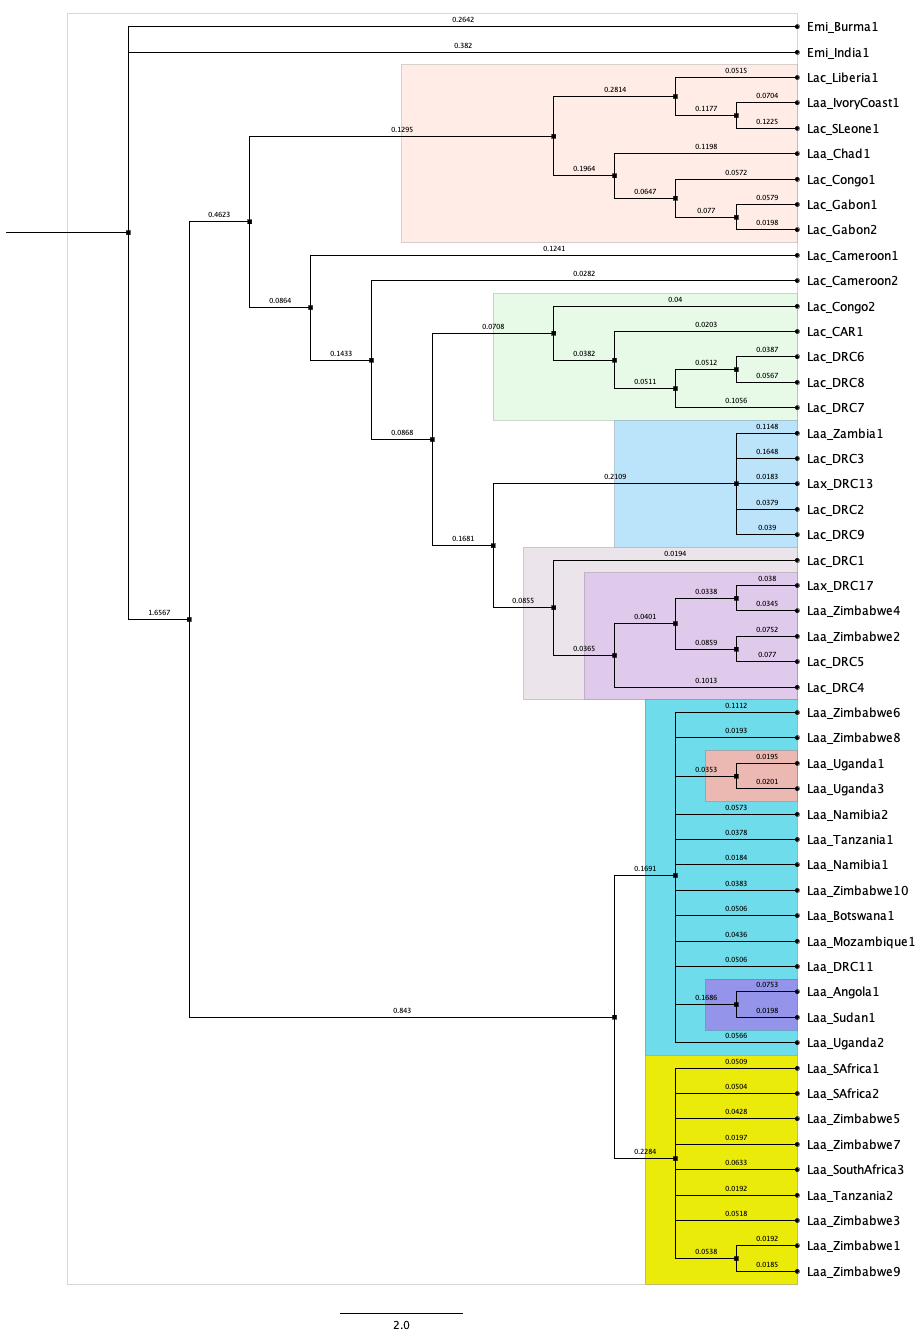 0.2642
Emi_Burma1
0.382
Emi_India1
0.0515
Lac_Liberia1
0.2814
0.0704
Laa_IvoryCoast1
0.1177
0.1225
Lac_SLeone1
0.1295
0.1198
Laa_Chad1
0.1964
0.0572
Lac_Congo1
0.0647
0.0579
Lac_Gabon1
0.077
0.0198
Lac_Gabon2
0.4623
0.1241
Lac_Cameroon1
0.0282
Lac_Cameroon2
0.0864
0.04
Lac_Congo2
0.0708
0.0203
Lac_CAR1
0.1433
0.0382
0.0387
Lac_DRC6
0.0512
0.0567
Lac_DRC8
0.0511
0.1056
Lac_DRC7
0.0868
0.1148
Laa_Zambia1
0.1648
Lac_DRC3
0.2109
0.0183
Lax_DRC13
0.0379
Lac_DRC2
0.039
Lac_DRC9
0.1681
0.0194
Lac_DRC1
0.038
Lax_DRC17
0.0338
0.0345
Laa_Zimbabwe4
0.0855
0.0401
0.0752
Laa_Zimbabwe2
0.0859
0.077
Lac_DRC5
0.0365
0.1013
Lac_DRC4
1.6567
0.1112
Laa_Zimbabwe6
0.0193
Laa_Zimbabwe8
0.0195
Laa_Uganda1
0.0353
0.0201
Laa_Uganda3
0.0573
Laa_Namibia2
0.0378
Laa_Tanzania1
0.0184
Laa_Namibia1
0.1691
0.0383
Laa_Zimbabwe10
0.0506
Laa_Botswana1
0.0436
Laa_Mozambique1
0.0506
Laa_DRC11
0.0753
Laa_Angola1
0.1686
0.0198
Laa_Sudan1
0.843
0.0566
Laa_Uganda2
0.0509
Laa_SAfrica1
0.0504
Laa_SAfrica2
0.0428
Laa_Zimbabwe5
0.0197
Laa_Zimbabwe7
0.2284
0.0633
Laa_SouthAfrica3
0.0192
Laa_Tanzania2
0.0518
Laa_Zimbabwe3
0.0192
Laa_Zimbabwe1
0.0538
0.0185
Laa_Zimbabwe9
2.0